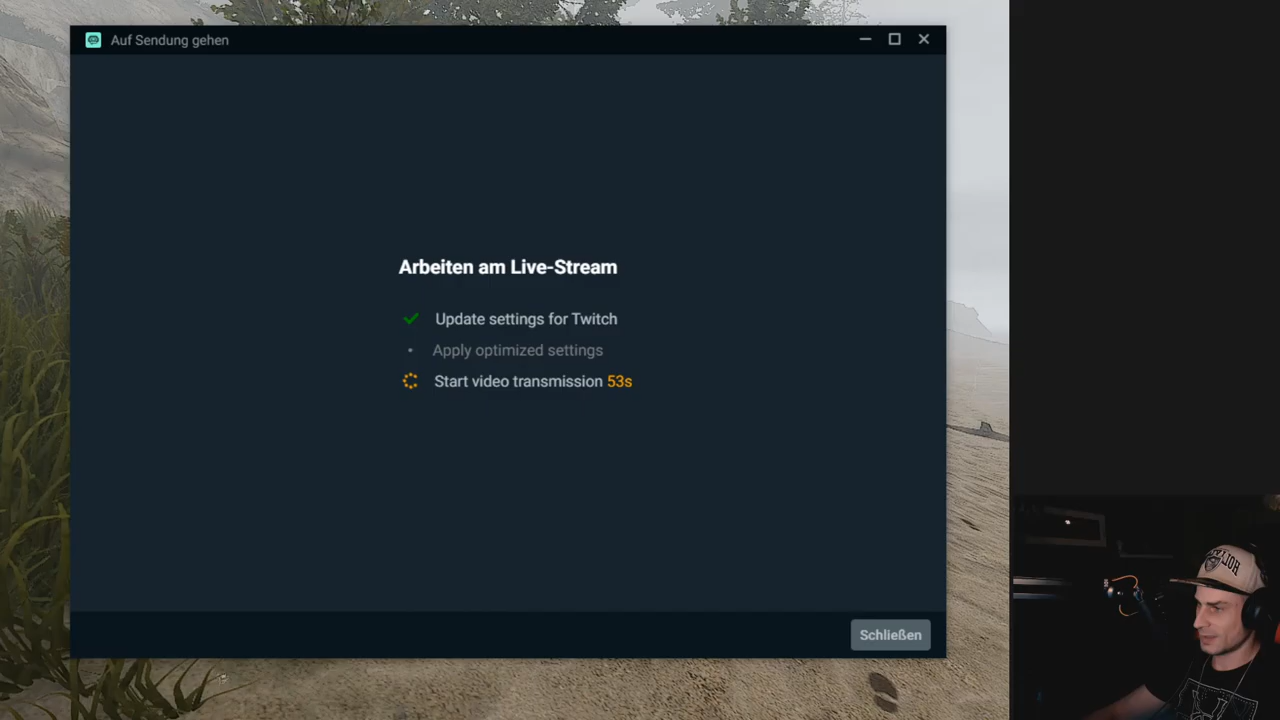 Auf Sendung gehen
Arbeiten am Live-Stream
Update settings for Twitch
Apply optimized settings
Start video transmission 53s
Schließen